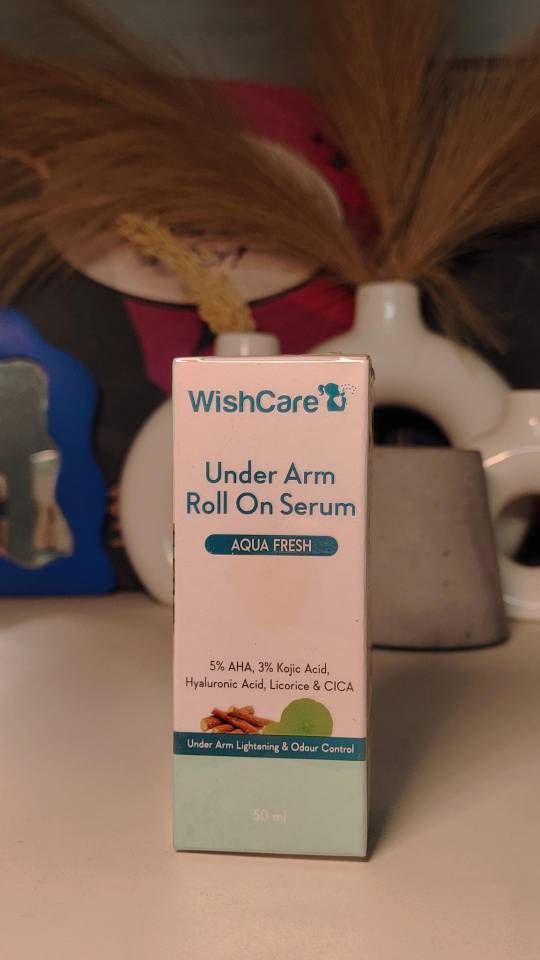 WishCare
Under Arm
Roll On Serum
AQUA FRESH
5% AHA, 3% Kojic Acid,
Hyaluronic Acid, Licorice & CICA
Under Arm Lightening & Odour Control
50 ml